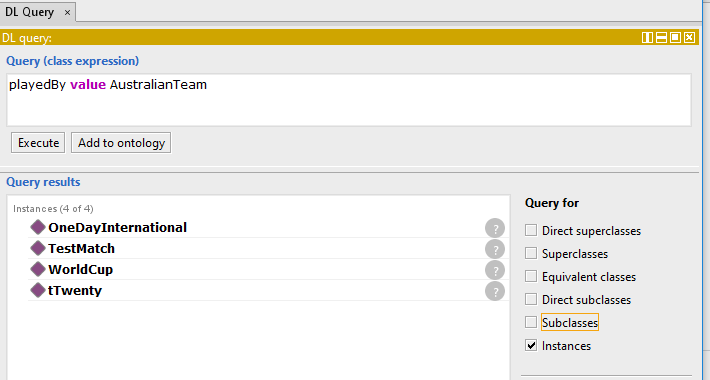 DL Query ×
DL query:
Query (class expression)
playedBy value AustralianTeam
Execute Add to ontology
Query results
Instances (4 of 4)
OneDayInternational ?
TestMatch ?
WorldCup ?
tTwenty ?
Query for
Direct superclasses
Superclasses
Equivalent classes
Direct subclasses
Subclasses
Instances